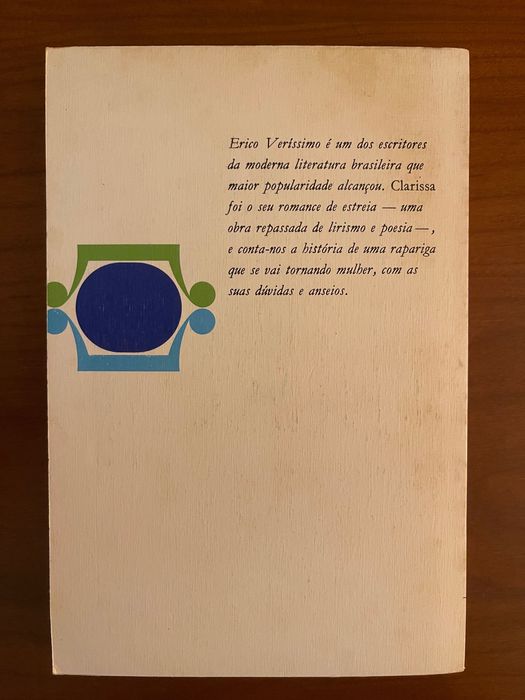 Erico Veríssimo é um dos escritores
da moderna literatura brasileira que
maior popularidade alcançou. Clarissa
foi o seu romance de estreia — uma
obra repassada de lirismo e poesia —,
e conta-nos a história de uma rapariga
que se vai tornando mulher, com as
suas dúvidas e anseios.